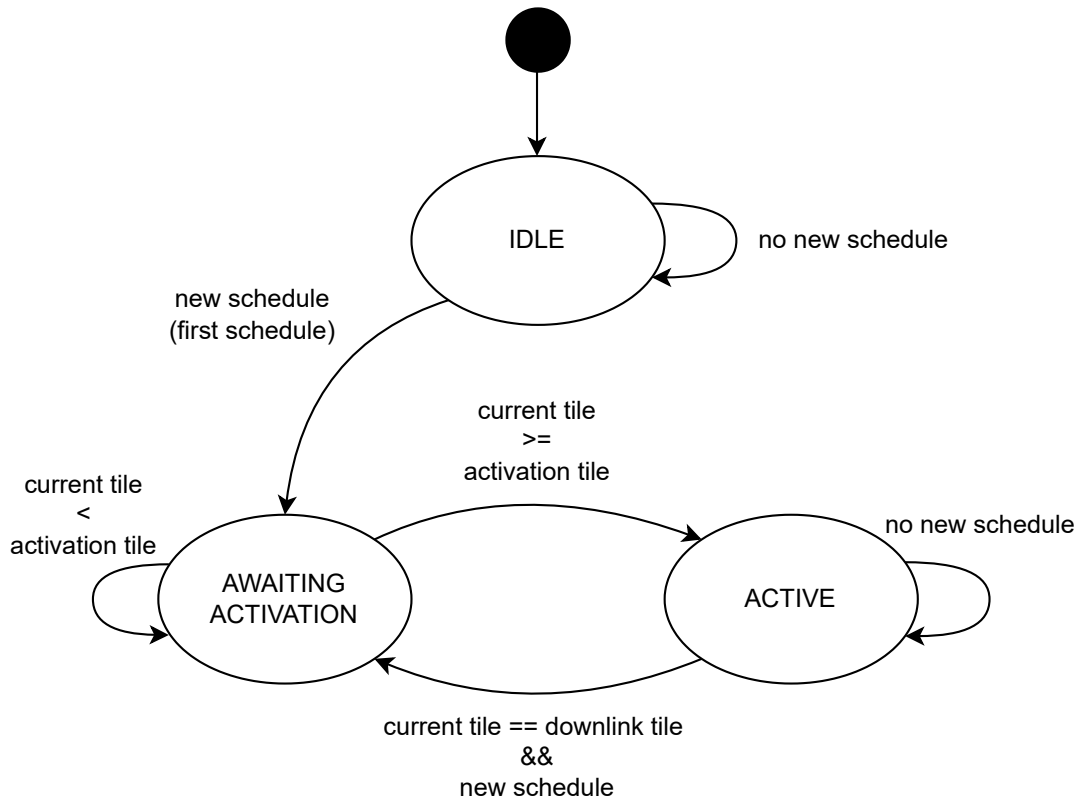 IDLE
no new schedule
new schedule
(first schedule)
current tile
>=
activation tile
current tile
<
activation tile
no new schedule
AWAITING
ACTIVATION
ACTIVE
current tile == downlink tile
&&
new schedule